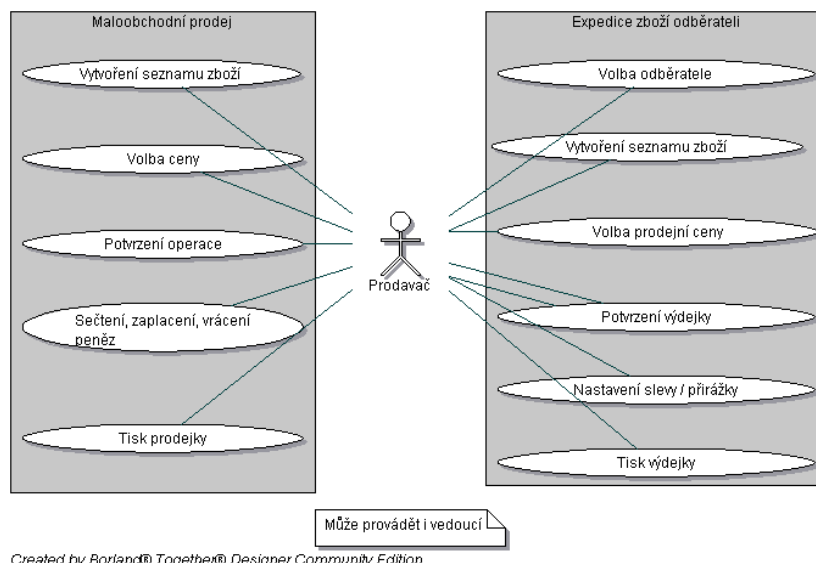 Maloobchodní prodej
Vytvoření seznamu zboží
Volba ceny
Potvrzení operace
Sečtení, zaplacení, vrácení
peněz
Tisk prodejky
Prodavač
Expedice zboží odběrateli
Volba odběratele
Vytvoření seznamu zboží
Volba prodejní ceny
Potvrzení výdejky
Nastavení slevy / přirážky
Tisk výdejky
Může provádět i vedoucí
Created by Borland® Together® Designer Community Edition